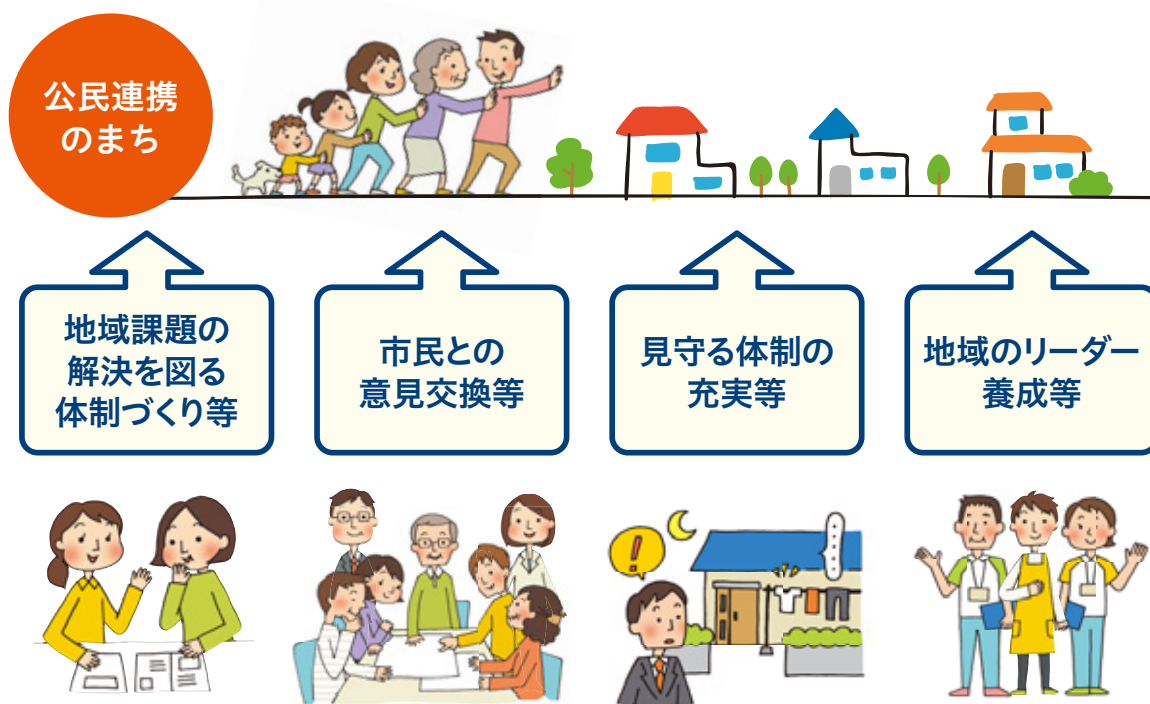 公民連携
のまち
地域課題の
解決を図る
体制づくり等
市民との
意見交換等
見守る体制の
充実等
地域のリーダー
養成等
!